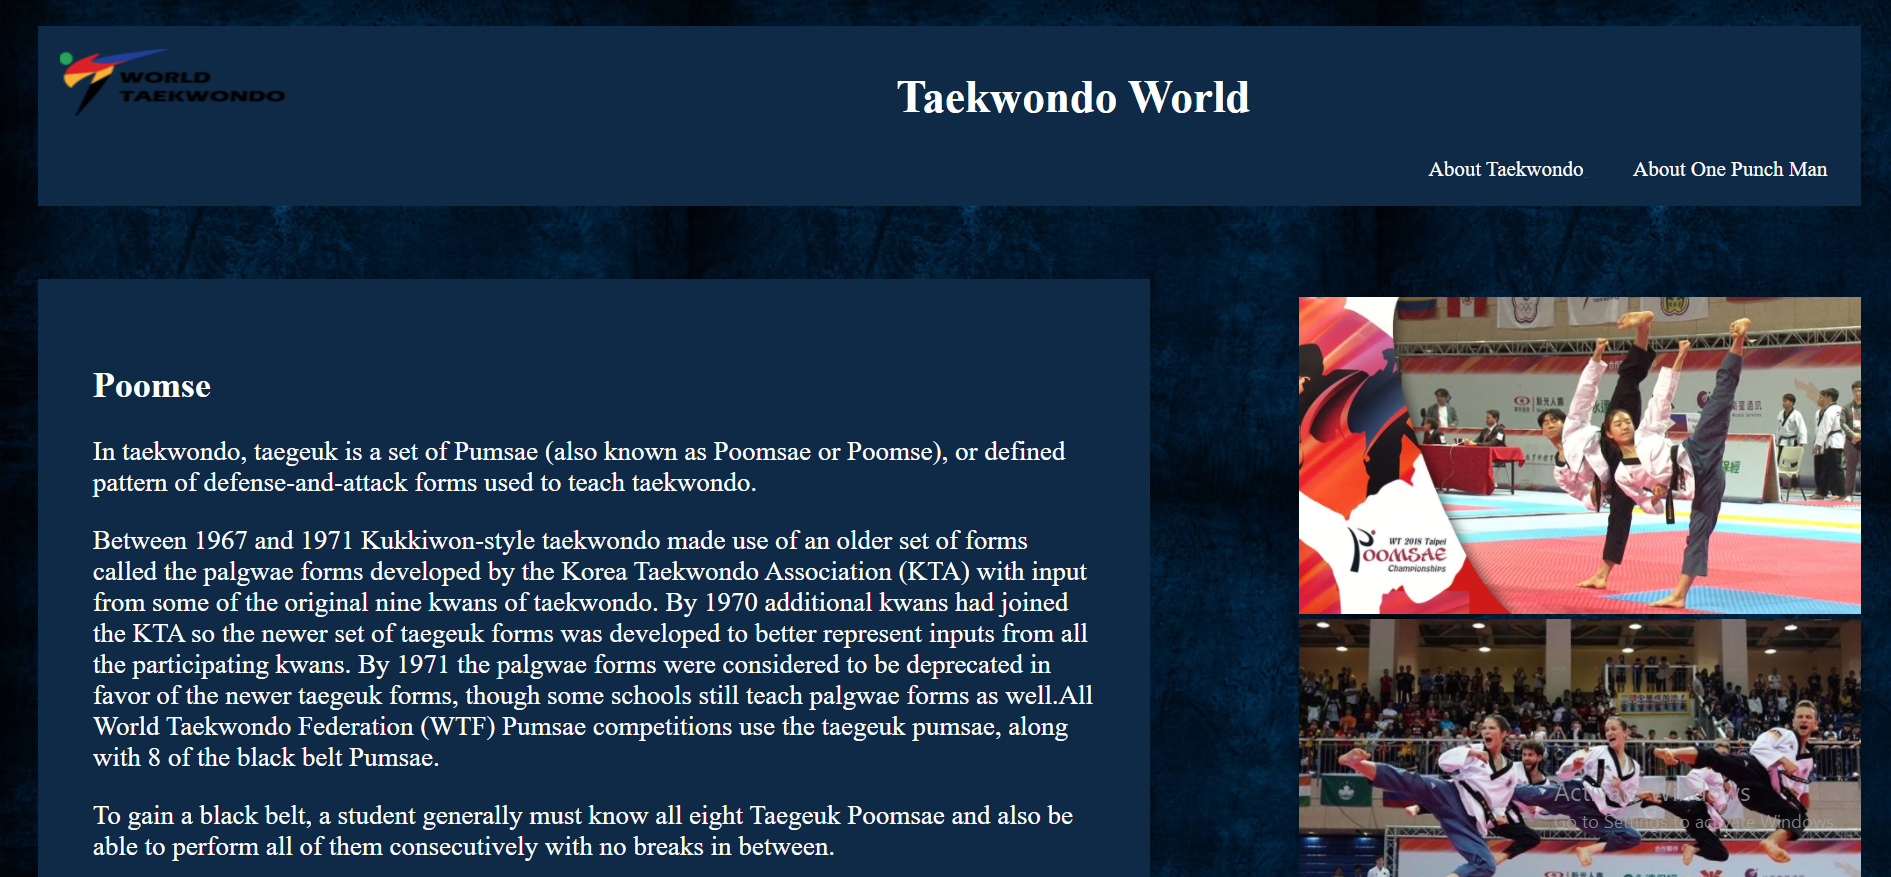 WORLD
TAEKWONDO
Taekwondo World
About Taekwondo
About One Punch Man
Poomse
In taekwondo, taegeuk is a set of Pumsae (also known as Poomsae or Poomse), or defined
pattern of defense-and-attack forms used to teach taekwondo.
Between 1967 and 1971 Kukkiwon-style taekwondo made use of an older set of forms
called the palgwae forms developed by the Korea Taekwondo Association (KTA) with input
from some of the original nine kwans of taekwondo. By 1970 additional kwans had joined
the KTA so the newer set of taegeuk forms was developed to better represent inputs from all
the participating kwans. By 1971 the palgwae forms were considered to be deprecated in
favor of the newer taegeuk forms, though some schools still teach palgwae forms as well.All
World Taekwondo Federation (WTF) Pumsae competitions use the taegeuk pumsae, along
with 8 of the black belt Pumsae.
To gain a black belt, a student generally must know all eight Taegeuk Poomsae and also be
able to perform all of them consecutively with no breaks in between.
WT 2018 Taipei
POOMSAE
Championships
新光人壽
Activate Windows
Go to Settings to activate Windows.